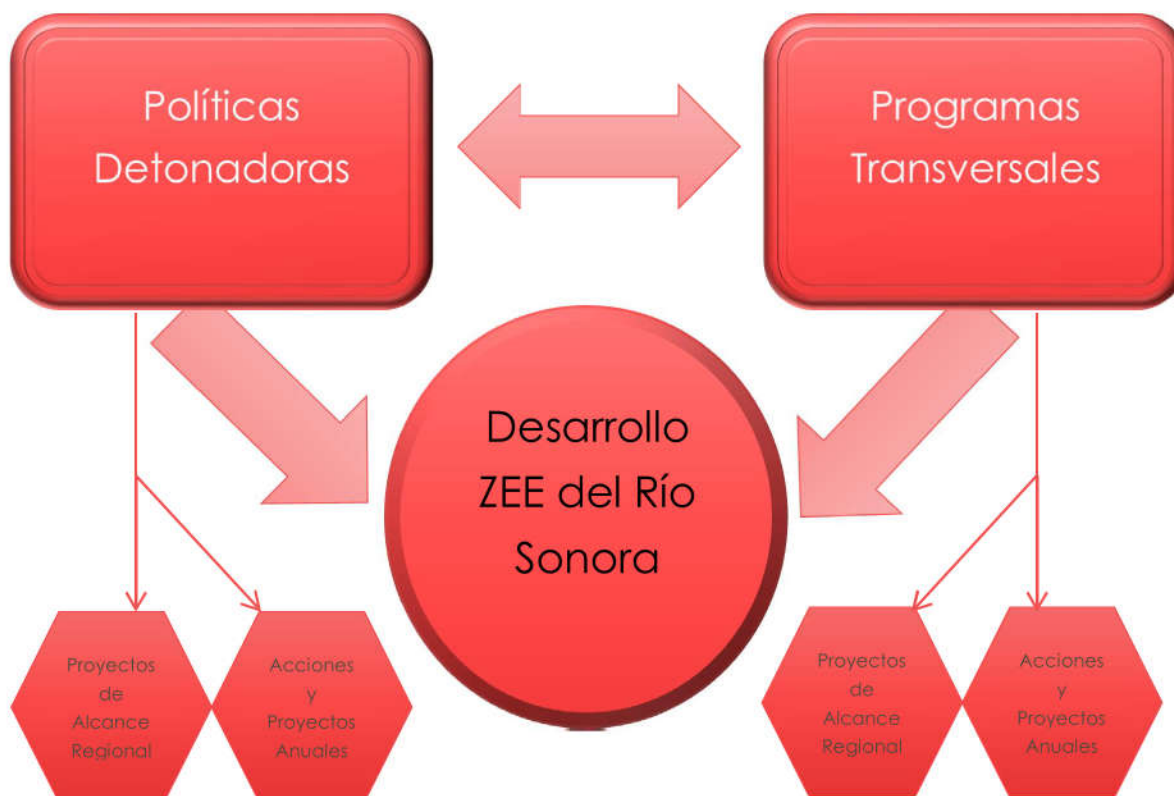 Políticas
Detonadoras
Programas
Transversales
Desarrollo
ZEE del Río
Sonora
Proyectos
de
Alcance
Regional
Acciones
y
Proyectos
Anuales
Proyectos
de
Alcance
Regional
Acciones
y
Proyectos
Anuales